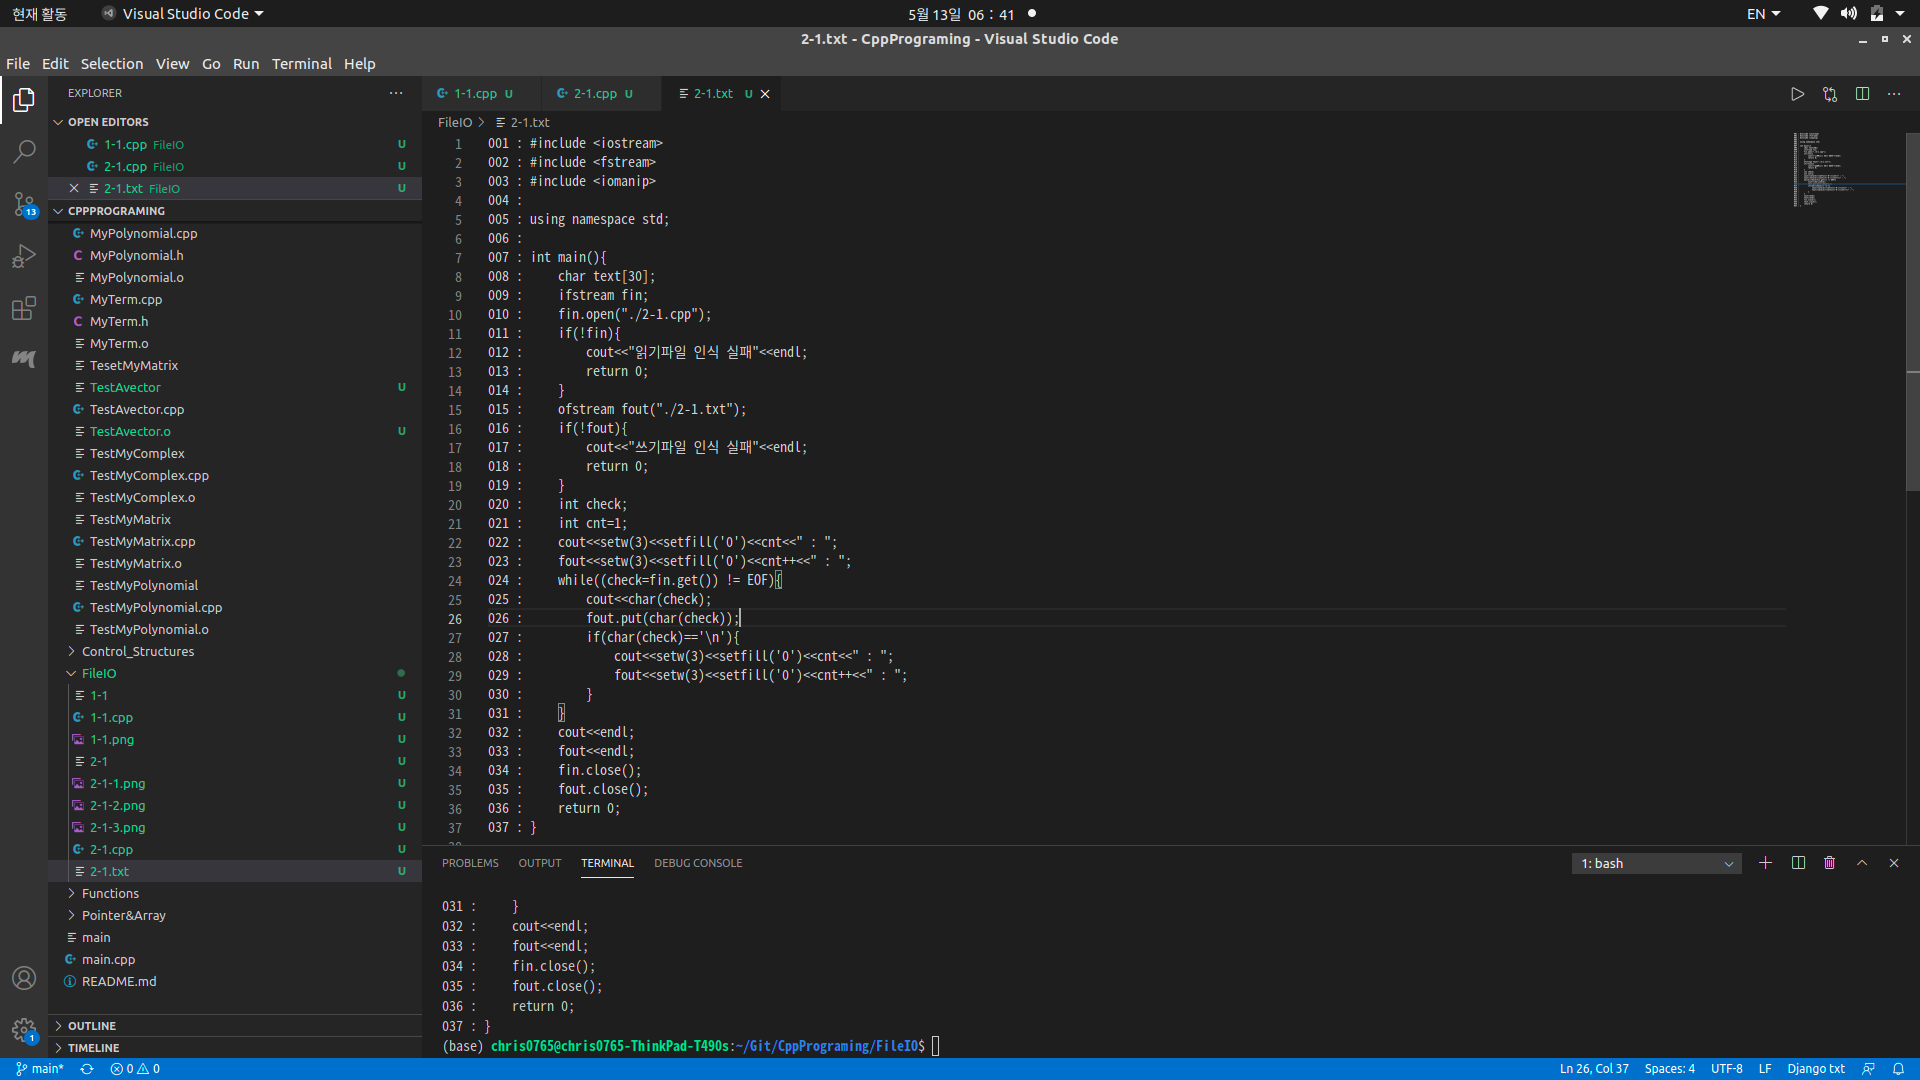 현재 활동
Visual Studio Code
5월 13일 06 : 41
EN
2-1.txt - CppPrograming - Visual Studio Code
File Edit Selection View Go Run Terminal Help
EXPLORER
OPEN EDITORS
1-1.cpp FileIO U
2-1.cpp FileIO U
2-1.txt FileIO U
13
CPPPROGRAMING
MyPolynomial.cpp
MyPolynomial.h
MyPolynomial.o
MyTerm.cpp
MyTerm.h
MyTerm.o
TesetMyMatrix
TestAvector U
TestAvector.cpp
TestAvector.o U
TestMyComplex
TestMyComplex.cpp
TestMyComplex.o
TestMyMatrix
TestMyMatrix.cpp
TestMyMatrix.o
TestMyPolynomial
TestMyPolynomial.cpp
TestMyPolynomial.o
Control_Structures
FileIO
1-1 U
1-1.cpp U
1-1.png U
2-1 U
2-1-1.png U
2-1-2.png U
2-1-3.png U
2-1.cpp U
2-1.txt U
Functions
Pointer&Array
main
main.cpp
README.md
OUTLINE
1
TIMELINE
1-1.cpp U 2-1.cpp U 2-1.txt U
FileIO > 2-1.txt
1 001 : #include <iostream>
2 002 : #include <fstream>
3 003 : #include <iomanip>
4 004 :
5 005 : using namespace std;
6 006 :
7 007 : int main(){
8 008 :     char text[30];
9 009 :     ifstream fin;
10 010 :     fin.open("./2-1.cpp");
11 011 :     if(!fin){
12 012 :         cout<<"읽기파일 인식 실패"<<endl;
13 013 :         return 0;
14 014 :     }
15 015 :     ofstream fout("./2-1.txt");
16 016 :     if(!fout){
17 017 :         cout<<"쓰기파일 인식 실패"<<endl;
18 018 :         return 0;
19 019 :     }
20 020 :     int check;
21 021 :     int cnt=1;
22 022 :     cout<<setw(3)<<setfill('0')<<cnt<<" : ";
23 023 :     fout<<setw(3)<<setfill('0')<<cnt++<<" : ";
24 024 :     while((check=fin.get()) != EOF){
25 025 :         cout<<char(check);
26 026 :         fout.put(char(check));
27 027 :         if(char(check)=='\n'){
28 028 :             cout<<setw(3)<<setfill('0')<<cnt<<" : ";
29 029 :             fout<<setw(3)<<setfill('0')<<cnt++<<" : ";
30 030 :         }
31 031 :     }
32 032 :     cout<<endl;
33 033 :     fout<<endl;
34 034 :     fin.close();
35 035 :     fout.close();
36 036 :     return 0;
37 037 : }
PROBLEMS OUTPUT TERMINAL DEBUG CONSOLE
1: bash
031 :     }
032 :     cout<<endl;
033 :     fout<<endl;
034 :     fin.close();
035 :     fout.close();
036 :     return 0;
037 : }
(base) chris0765@chris0765-ThinkPad-T490s:~/Git/CppPrograming/FileIO$
main* 0 0
Ln 26, Col 37 Spaces: 4 UTF-8 LF Django txt